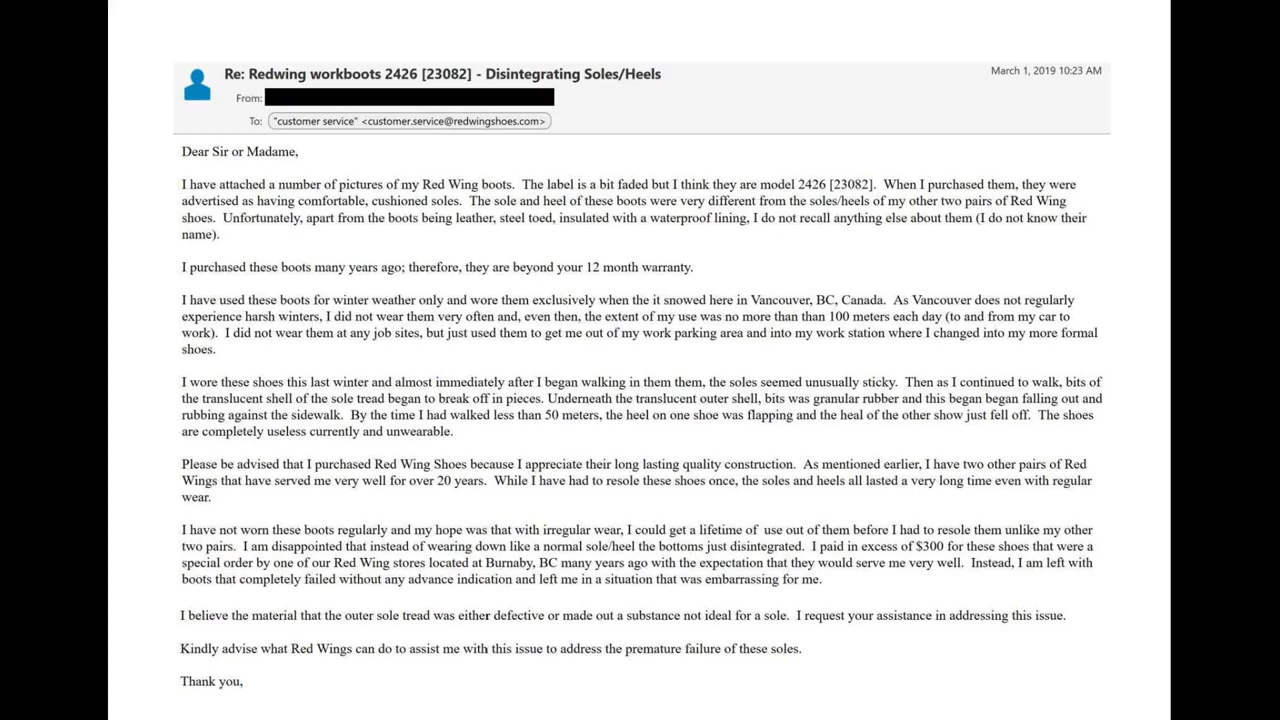 Re: Redwing workboots 2426 [23082] - Disintegrating Soles/Heels
March 1, 2019 10:23 AM
From:
To: "customer service" <customer.service@redwingshoes.com>
Dear Sir or Madame,
I have attached a number of pictures of my Red Wing boots.  The label is a bit faded but I think they are model 2426 [23082].  When I purchased them, they were
advertised as having comfortable, cushioned soles.  The sole and heel of these boots were very different from the soles/heels of my other two pairs of Red Wing
shoes.  Unfortunately, apart from the boots being leather, steel toed, insulated with a waterproof lining, I do not recall anything else about them (I do not know their
name).
I purchased these boots many years ago; therefore, they are beyond your 12 month warranty.
I have used these boots for winter weather only and wore them exclusively when the it snowed here in Vancouver, BC, Canada.  As Vancouver does not regularly
experience harsh winters, I did not wear them very often and, even then, the extent of my use was no more than than 100 meters each day (to and from my car to
work).  I did not wear them at any job sites, but just used them to get me out of my work parking area and into my work station where I changed into my more formal
shoes.
I wore these shoes this last winter and almost immediately after I began walking in them them, the soles seemed unusually sticky.  Then as I continued to walk, bits of
the translucent shell of the sole tread began to break off in pieces. Underneath the translucent outer shell, bits was granular rubber and this began began falling out and
rubbing against the sidewalk.  By the time I had walked less than 50 meters, the heel on one shoe was flapping and the heal of the other show just fell off.  The shoes
are completely useless currently and unwearable.
Please be advised that I purchased Red Wing Shoes because I appreciate their long lasting quality construction.  As mentioned earlier, I have two other pairs of Red
Wings that have served me very well for over 20 years.  While I have had to resole these shoes once, the soles and heels all lasted a very long time even with regular
wear.
I have not worn these boots regularly and my hope was that with irregular wear, I could get a lifetime of  use out of them before I had to resole them unlike my other
two pairs.  I am disappointed that instead of wearing down like a normal sole/heel the bottoms just disintegrated.  I paid in excess of $300 for these shoes that were a
special order by one of our Red Wing stores located at Burnaby, BC many years ago with the expectation that they would serve me very well.  Instead, I am left with
boots that completely failed without any advance indication and left me in a situation that was embarrassing for me.
I believe the material that the outer sole tread was either defective or made out a substance not ideal for a sole.  I request your assistance in addressing this issue.
Kindly advise what Red Wings can do to assist me with this issue to address the premature failure of these soles.
Thank you,